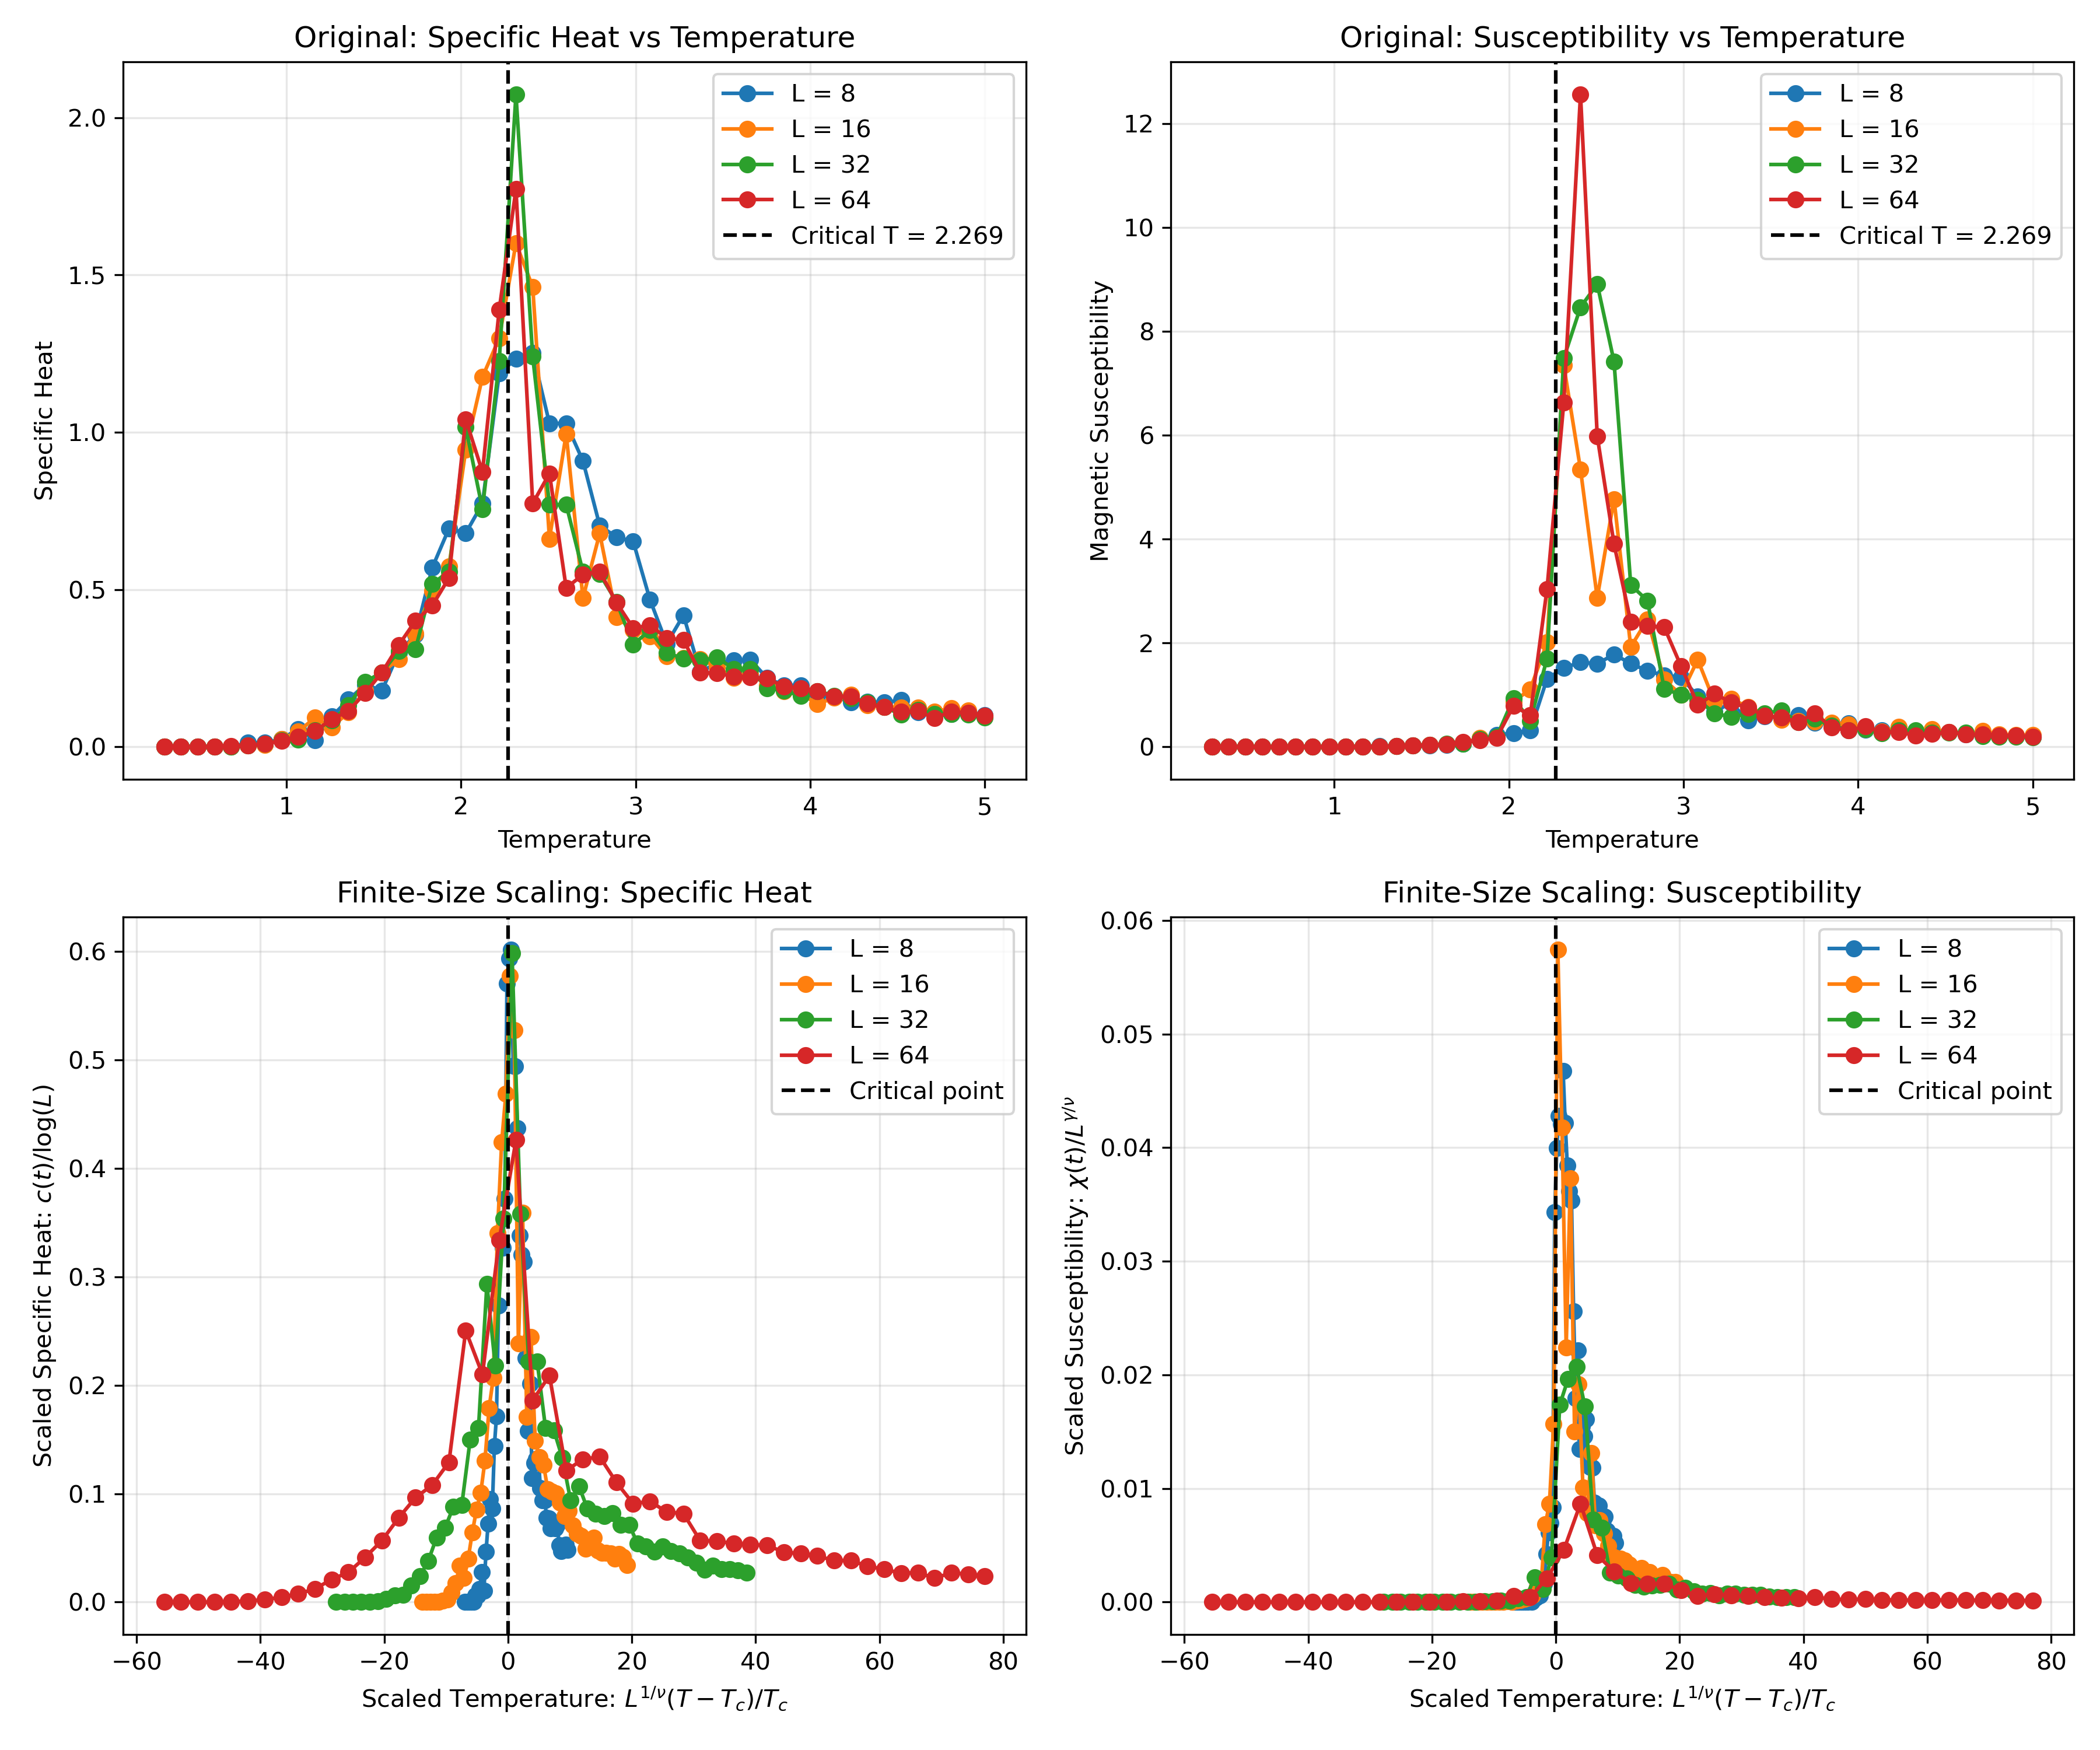 Original: Specific Heat vs Temperature
Specific Heat
2.0
1.5
1.0
0.5
0.0
1 2 3 4 5
Temperature
L = 8
L = 16
L = 32
L = 64
Critical T = 2.269
Original: Susceptibility vs Temperature
Magnetic Susceptibility
12
10
8
6
4
2
0
1 2 3 4 5
Temperature
L = 8
L = 16
L = 32
L = 64
Critical T = 2.269
Finite-Size Scaling: Specific Heat
Scaled Specific Heat: c(t)/log(L)
0.6
0.5
0.4
0.3
0.2
0.1
0.0
−60 −40 −20 0 20 40 60 80
Scaled Temperature: L^{1/ν}(T − T_c)/T_c
L = 8
L = 16
L = 32
L = 64
Critical point
Finite-Size Scaling: Susceptibility
Scaled Susceptibility: χ(t)/L^{γ/ν}
0.06
0.05
0.04
0.03
0.02
0.01
0.00
−60 −40 −20 0 20 40 60 80
Scaled Temperature: L^{1/ν}(T − T_c)/T_c
L = 8
L = 16
L = 32
L = 64
Critical point